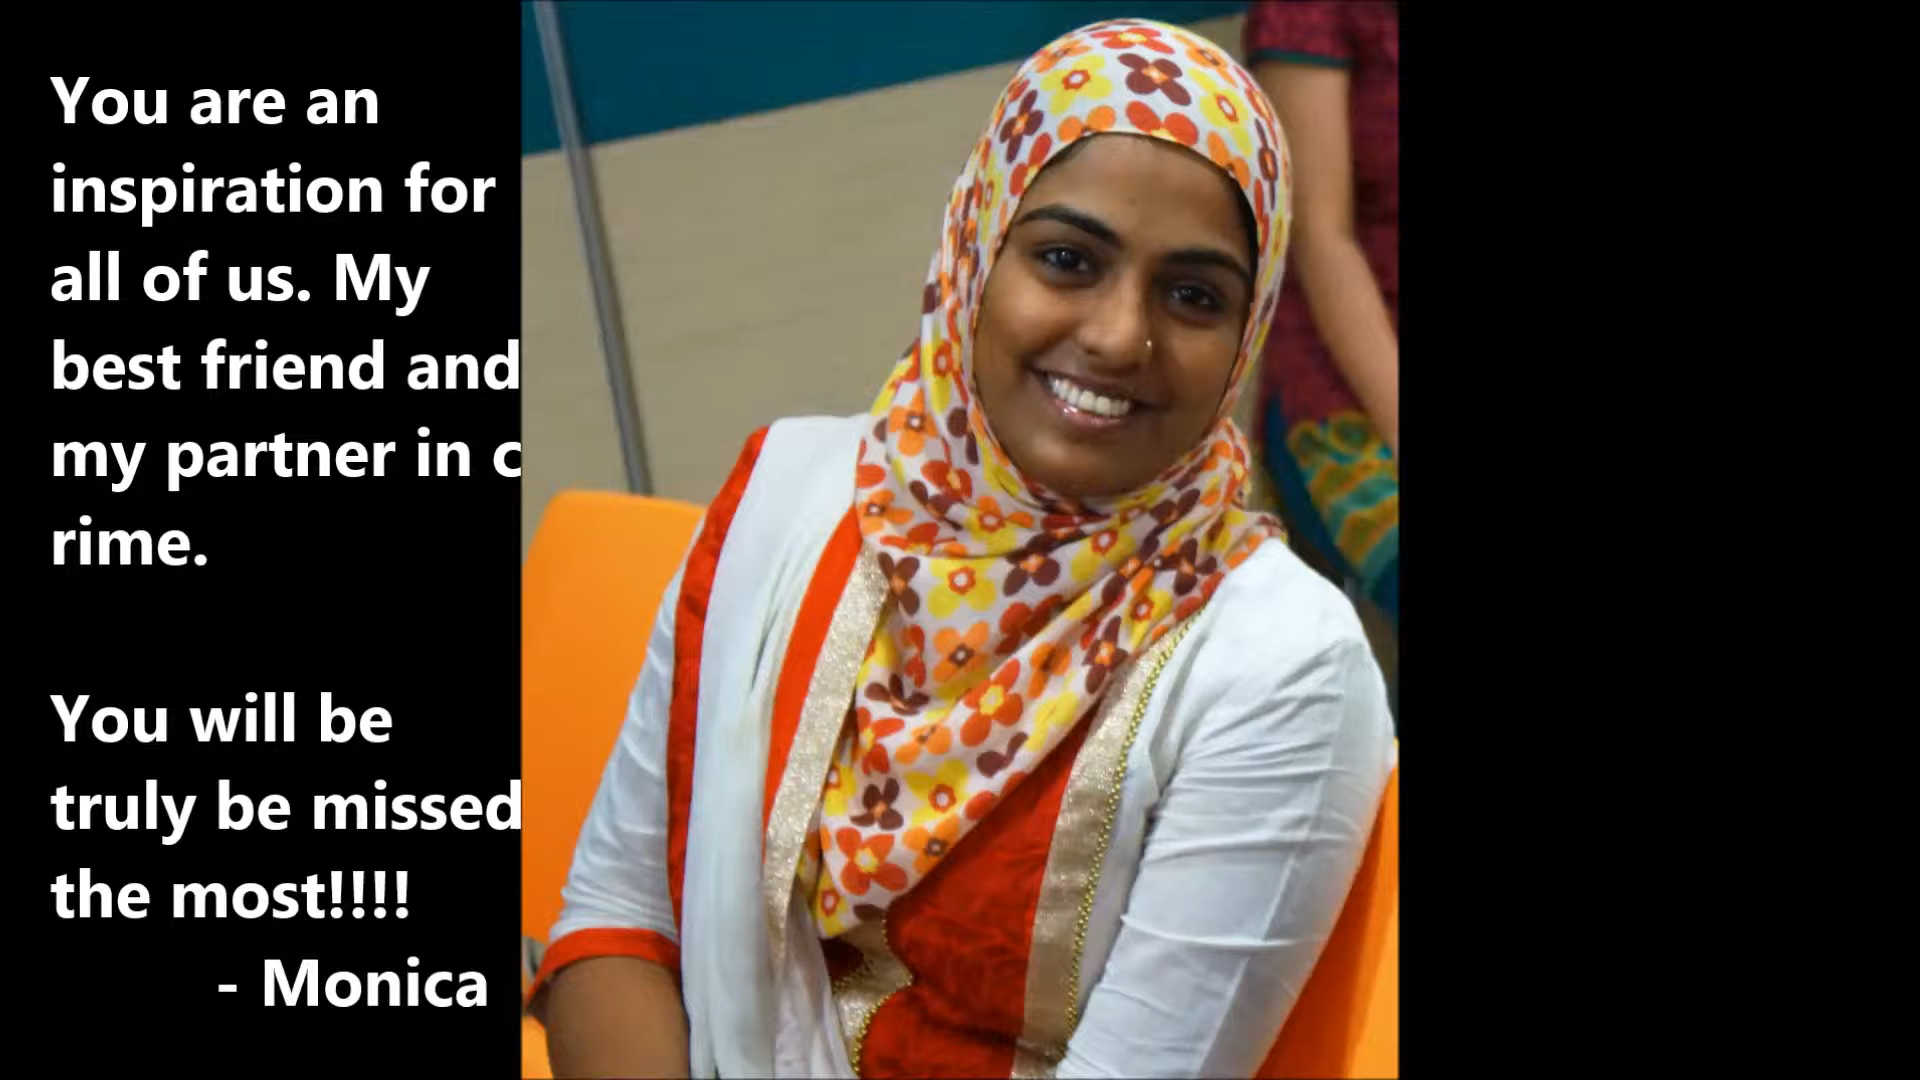 You are an
inspiration for
all of us. My
best friend and
my partner in c
rime.
You will be
truly be missed
the most!!!!
- Monica